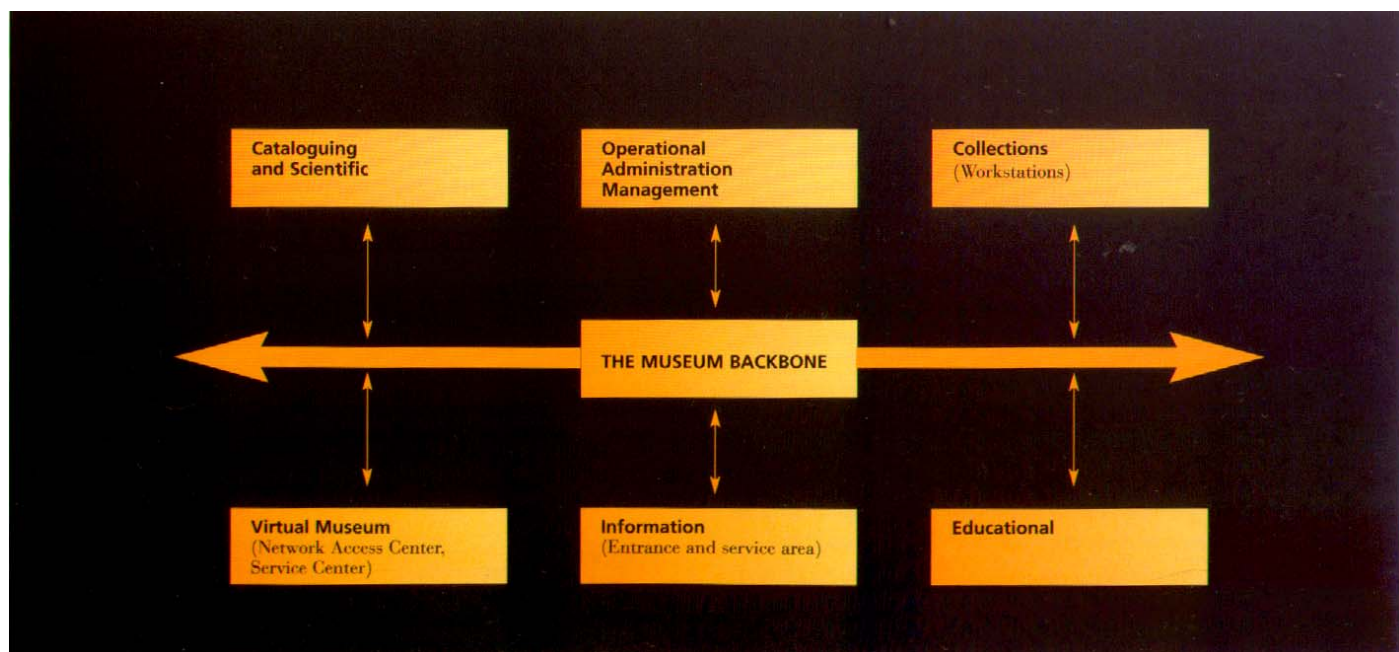 Cataloguing
and Scientific
Operational
Administration
Management
Collections
(Workstations)
THE MUSEUM BACKBONE
Virtual Museum
(Network Access Center,
Service Center)
Information
(Entrance and service area)
Educational